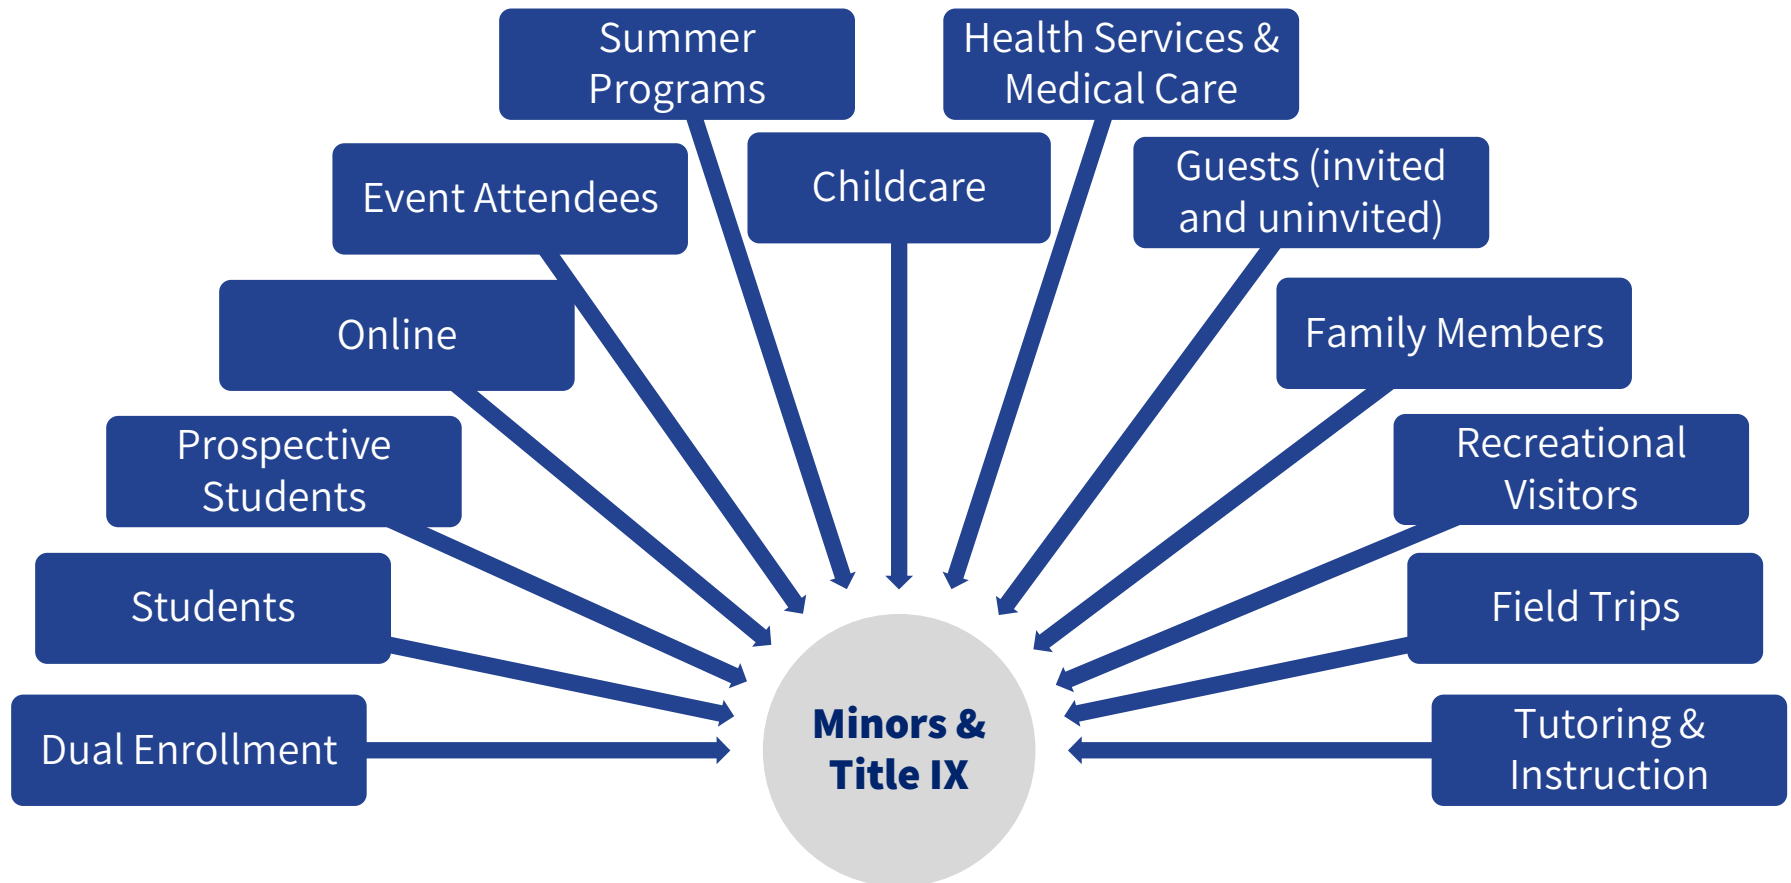 Summer
Programs
Health Services &
Medical Care
Event Attendees
Childcare
Guests (invited
and uninvited)
Online
Family Members
Prospective
Students
Recreational
Visitors
Students
Field Trips
Dual Enrollment
Minors &
Title IX
Tutoring &
Instruction